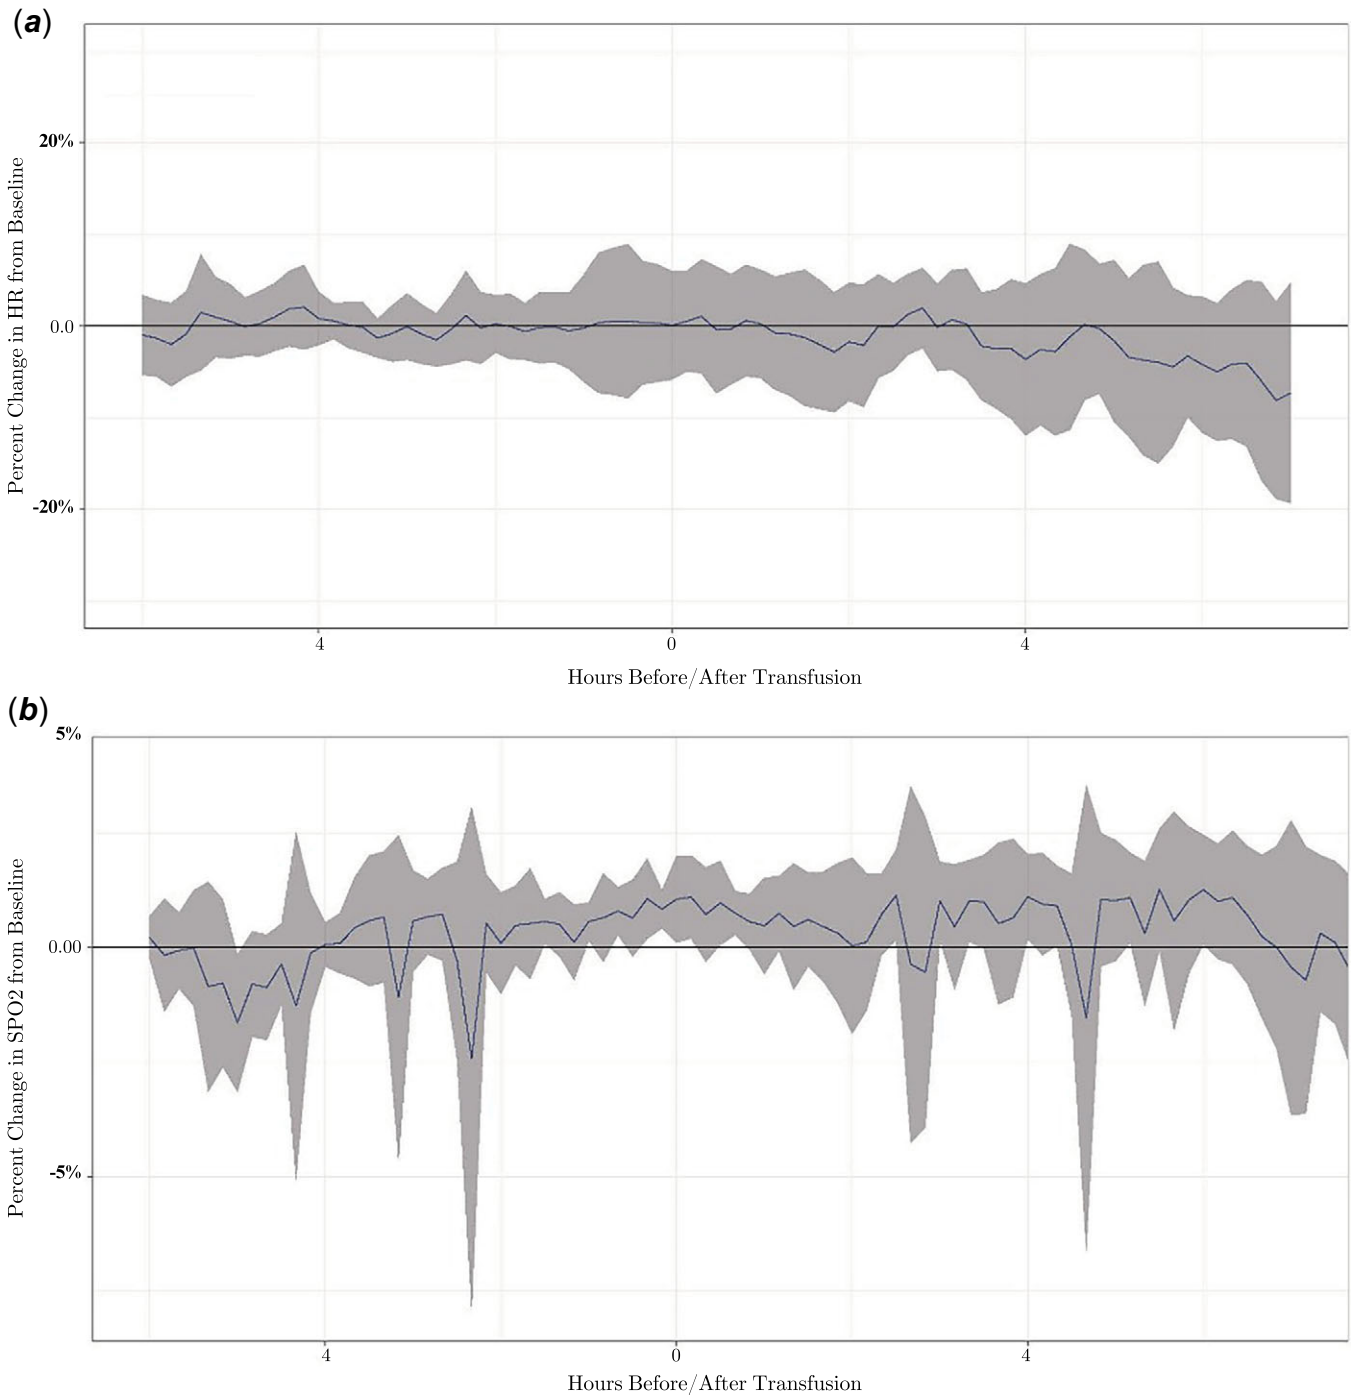 (a)
20%
0.0
-20%
Percent Change in HR from Baseline
4 0 4
Hours Before/After Transfusion
(b)
5%
0.00
-5%
Percent Change in SPO2 from Baseline
4 0 4
Hours Before/After Transfusion